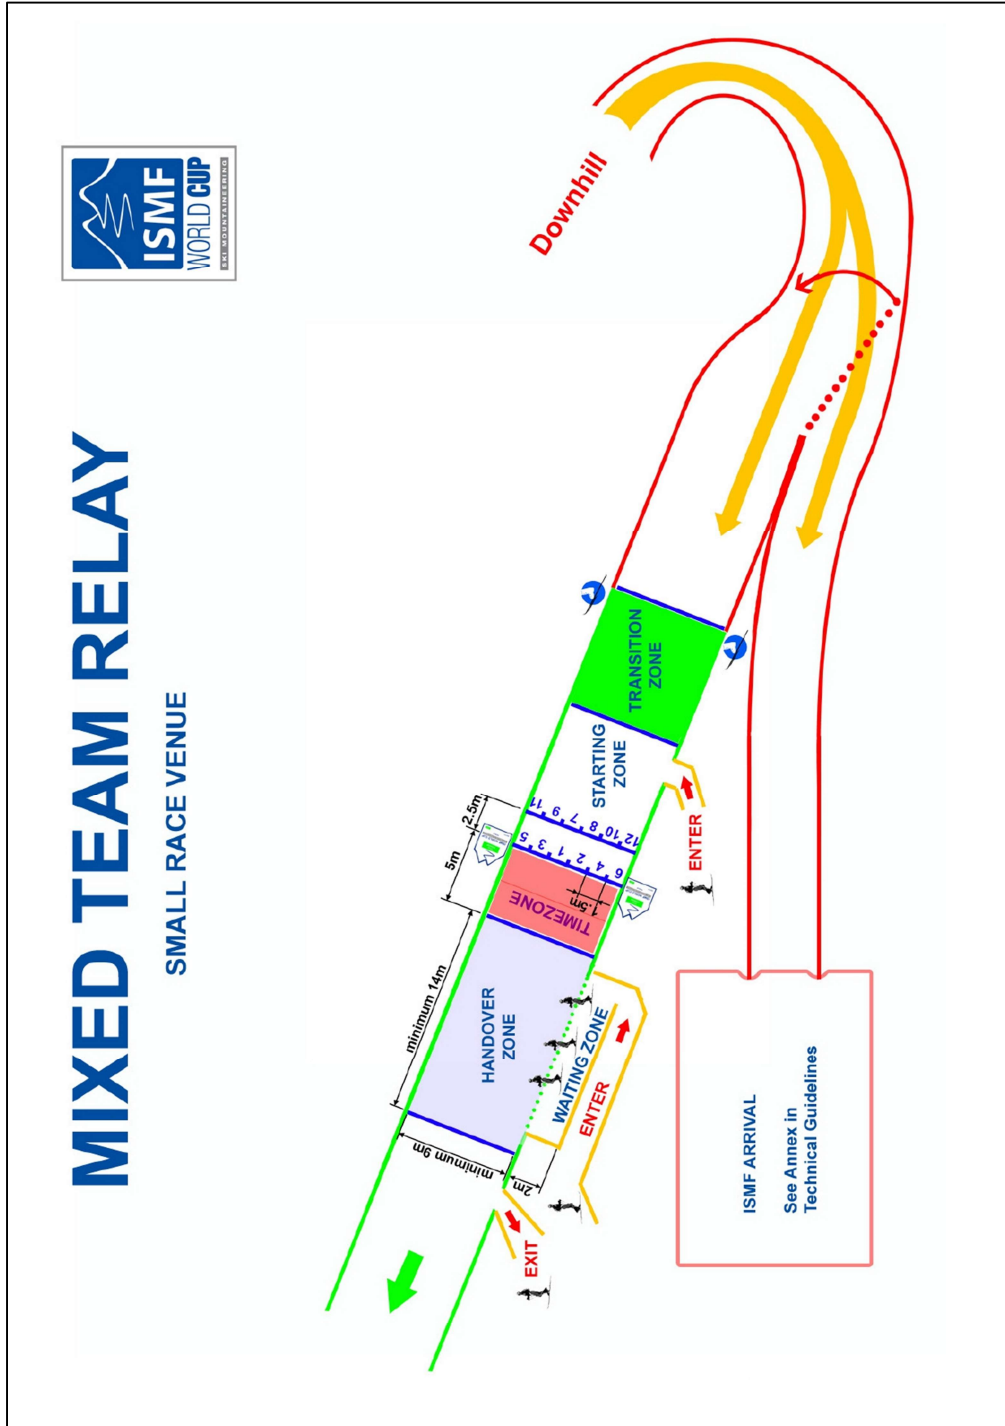 MIXED TEAM RELAY
SMALL RACE VENUE
ISMF
WORLD CUP
SKI MOUNTAINEERING
Downhill
TRANSITION
ZONE
STARTING
ZONE
2.5m
5m
11
9
7
8
10
12
5
3
1
2
4
6
1.5m
TIMEZONE
ENTER
minimum 14m
HANDOVER
ZONE
WAITING ZONE
ENTER
minimum 9m
2m
EXIT
ISMF ARRIVAL
See Annex in
Technical Guidelines